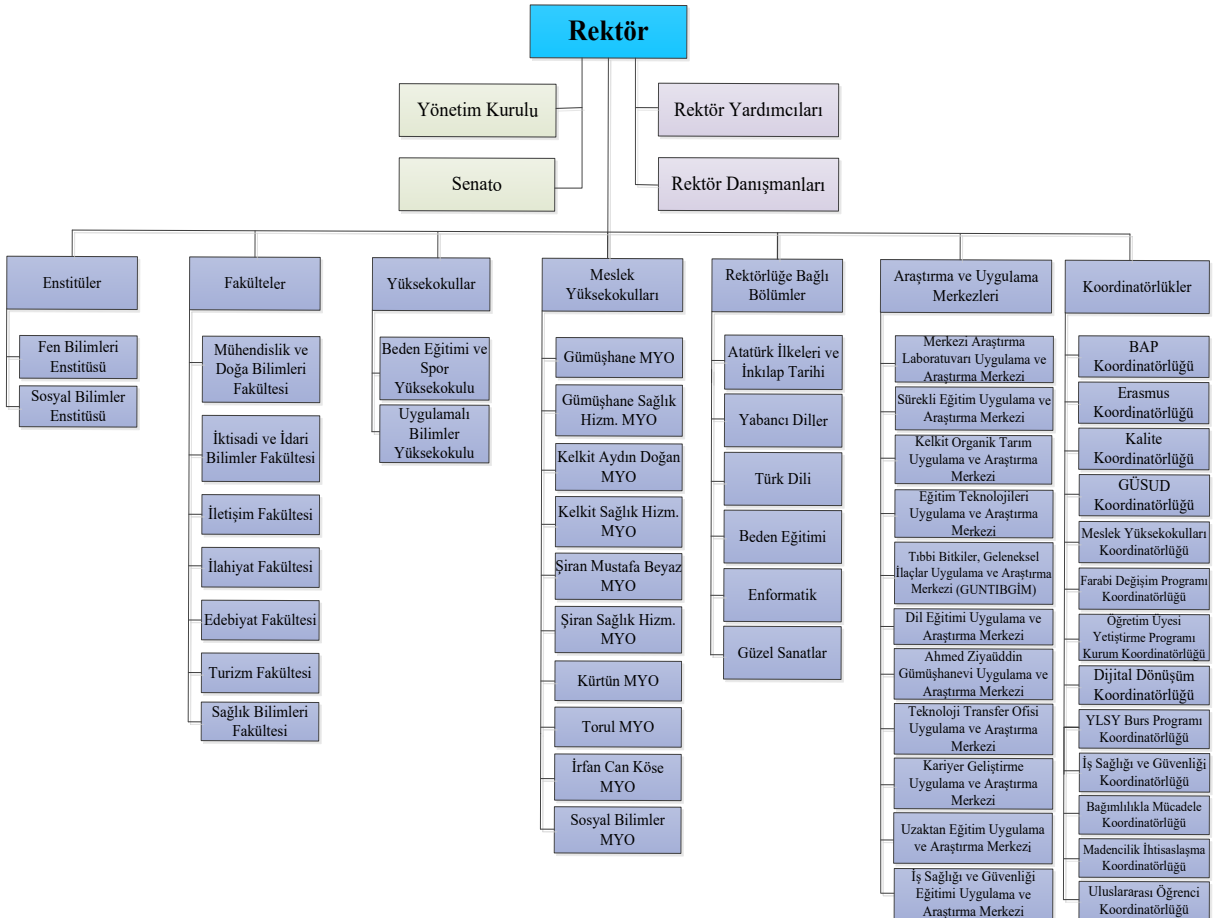 Rektör
Yönetim Kurulu
Rektör Yardımcıları
Senato
Rektör Danışmanları
Enstitüler
Fen Bilimleri
Enstitüsü
Sosyal Bilimler
Enstitüsü
Fakülteler
Mühendislik ve
Doğa Bilimleri
Fakültesi
İktisadi ve İdari
Bilimler Fakültesi
İletişim Fakültesi
İlahiyat Fakültesi
Edebiyat Fakültesi
Turizm Fakültesi
Sağlık Bilimleri
Fakültesi
Yüksekokullar
Beden Eğitimi ve
Spor
Yüksekokulu
Uygulamalı
Bilimler
Yüksekokulu
Meslek
Yüksekokulları
Gümüşhane MYO
Gümüşhane Sağlık
Hizm. MYO
Kelkit Aydın Doğan
MYO
Kelkit Sağlık Hizm.
MYO
Şiran Mustafa Beyaz
MYO
Şiran Sağlık Hizm.
MYO
Kürtün MYO
Torul MYO
İrfan Can Köse
MYO
Sosyal Bilimler
MYO
Rektörlüğe Bağlı
Bölümler
Atatürk İlkeleri ve
İnkılap Tarihi
Yabancı Diller
Türk Dili
Beden Eğitimi
Enformatik
Güzel Sanatlar
Araştırma ve Uygulama
Merkezleri
Merkezi Araştırma
Laboratuvarı Uygulama ve
Araştırma Merkezi
Sürekli Eğitim Uygulama ve
Araştırma Merkezi
Kelkit Organik Tarım
Uygulama ve Araştırma
Merkezi
Eğitim Teknolojileri
Uygulama ve Araştırma
Merkezi
Tıbbi Bitkiler, Geleneksel
İlaçlar Uygulama ve Araştırma
Merkezi (GUNTIBGİM)
Dil Eğitimi Uygulama ve
Araştırma Merkezi
Ahmed Ziyaüddin
Gümüşhanevi Uygulama ve
Araştırma Merkezi
Teknoloji Transfer Ofisi
Uygulama ve Araştırma
Merkezi
Kariyer Geliştirme
Uygulama ve Araştırma
Merkezi
Uzaktan Eğitim Uygulama
ve Araştırma Merkezi
İş Sağlığı ve Güvenliği
Eğitimi Uygulama ve
Araştırma Merkezi
Koordinatörlükler
BAP
Koordinatörlüğü
Erasmus
Koordinatörlüğü
Kalite
Koordinatörlüğü
GÜSUD
Koordinatörlüğü
Meslek Yüksekokulları
Koordinatörlüğü
Farabi Değişim Programı
Koordinatörlüğü
Öğretim Üyesi
Yetiştirme Programı
Kurum Koordinatörlüğü
Dijital Dönüşüm
Koordinatörlüğü
YLSY Burs Programı
Koordinatörlüğü
İş Sağlığı ve Güvenliği
Koordinatörlüğü
Bağımlılıkla Mücadele
Koordinatörlüğü
Madencilik İhtisaslaşma
Koordinatörlüğü
Uluslararası Öğrenci
Koordinatörlüğü